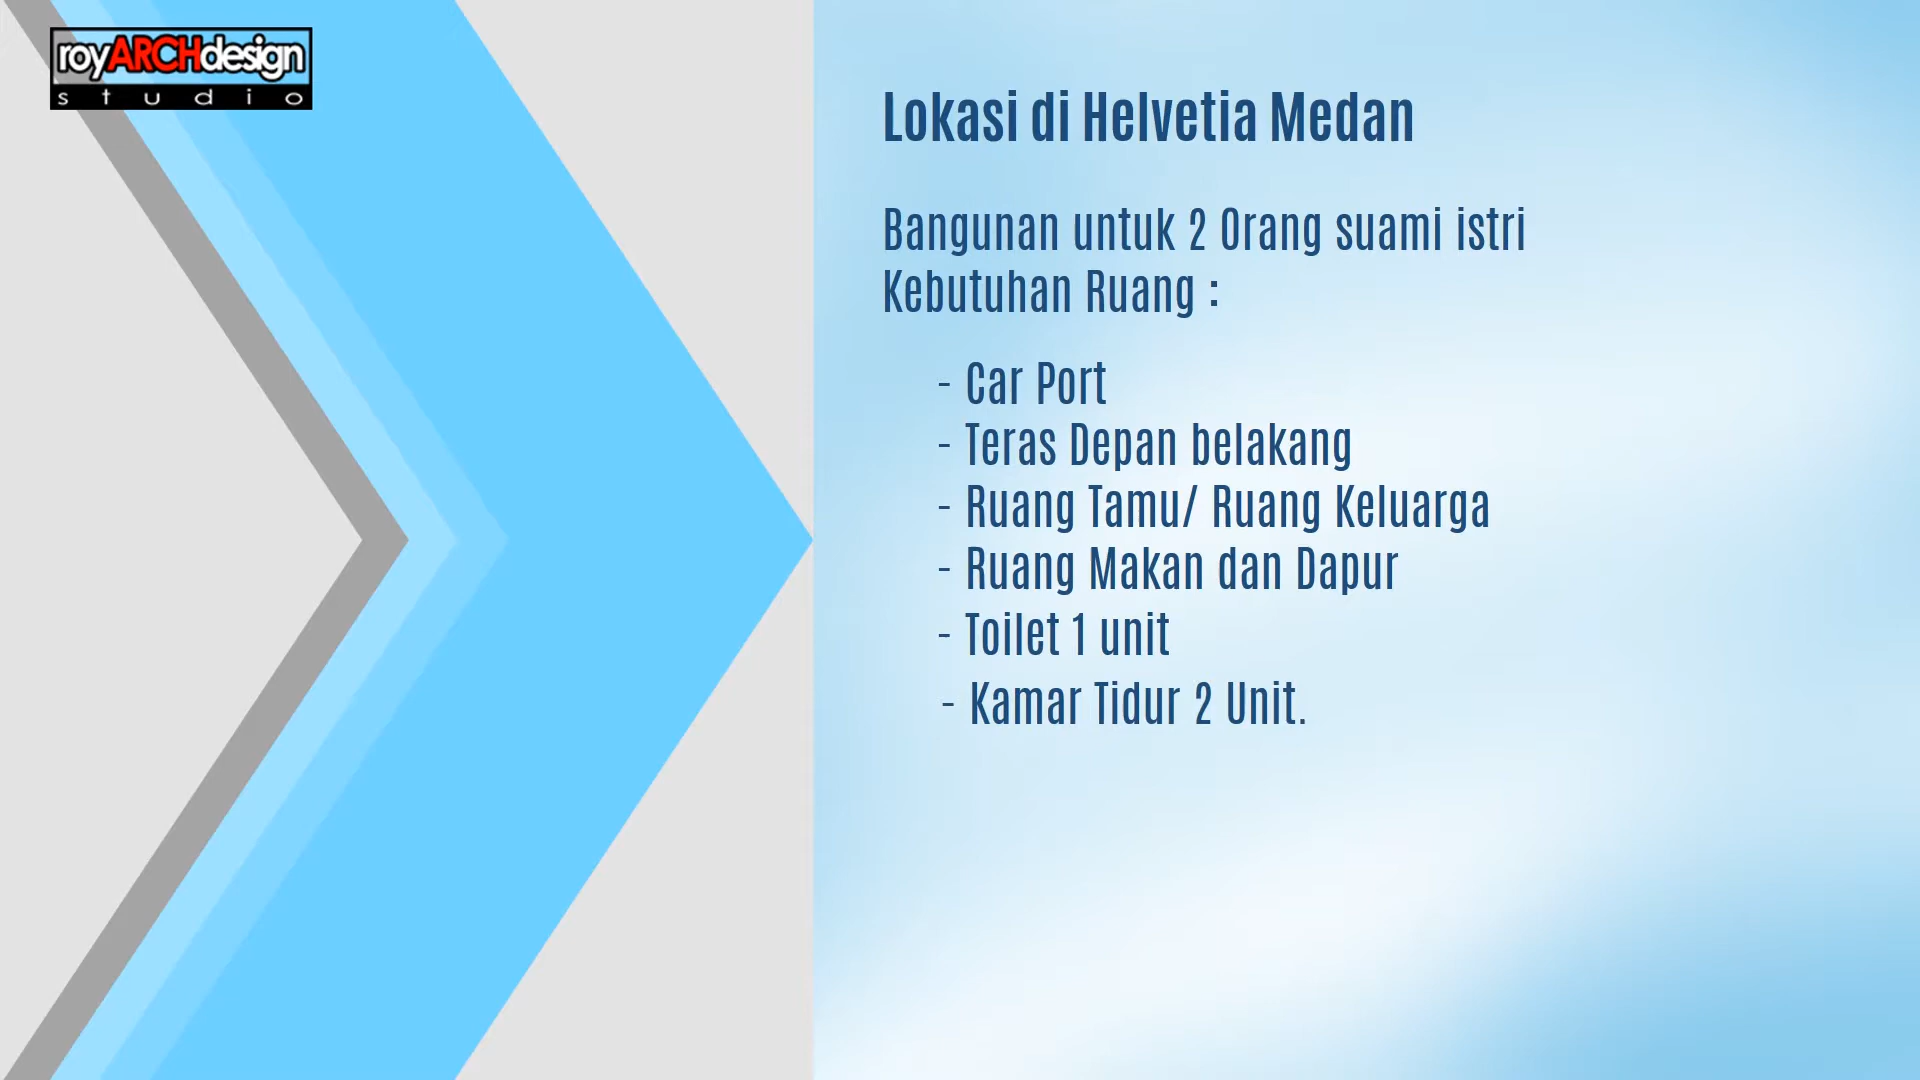 royARCHdesign
studio
Lokasi di Helvetia Medan
Bangunan untuk 2 Orang suami istri
Kebutuhan Ruang :
- Car Port
- Teras Depan belakang
- Ruang Tamu/ Ruang Keluarga
- Ruang Makan dan Dapur
- Toilet 1 unit
- Kamar Tidur 2 Unit.